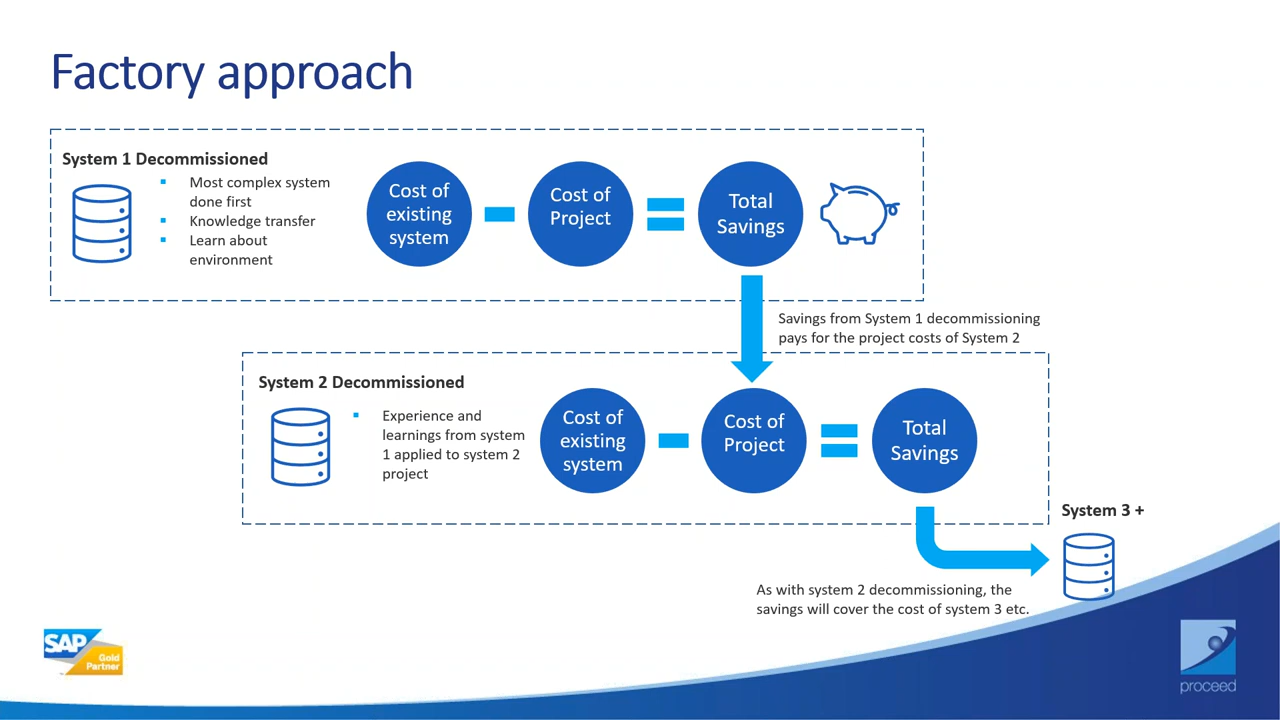 Factory approach
System 1 Decommissioned
Most complex system
done first
Knowledge transfer
Learn about
environment
Cost of
existing
system
Cost of
Project
Total
Savings
Savings from System 1 decommissioning
pays for the project costs of System 2
System 2 Decommissioned
Experience and
learnings from system
1 applied to system 2
project
Cost of
existing
system
Cost of
Project
Total
Savings
System 3 +
As with system 2 decommissioning, the
savings will cover the cost of system 3 etc.
SAP
Gold
Partner
proceed